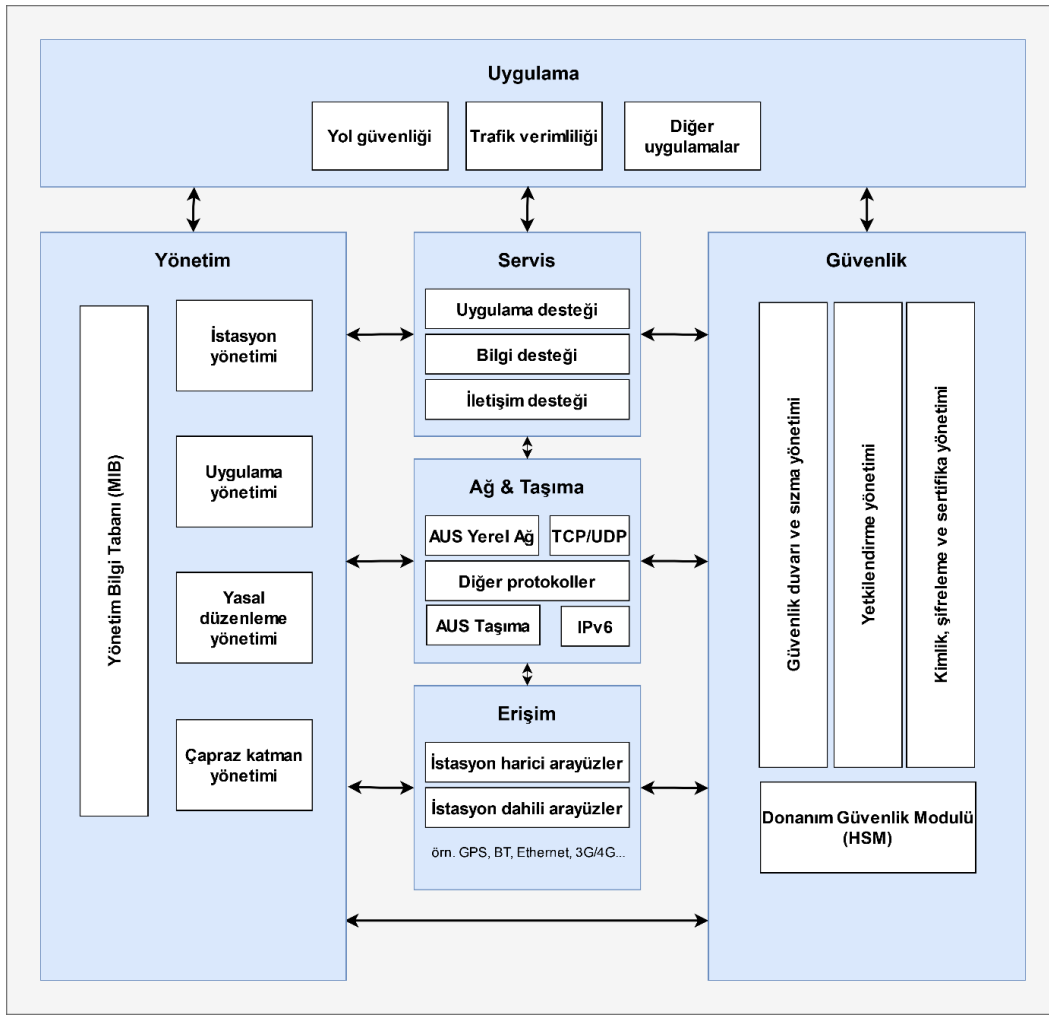 Uygulama
Yol güvenliği
Trafik verimliliği
Diğer
uygulamalar
Yönetim
Yönetim Bilgi Tabanı (MIB)
İstasyon
yönetimi
Uygulama
yönetimi
Yasal
düzenleme
yönetimi
Çapraz katman
yönetimi
Servis
Uygulama desteği
Bilgi desteği
İletişim desteği
Ağ & Taşıma
AUS Yerel Ağ
TCP/UDP
Diğer protokoller
AUS Taşıma
IPv6
Erişim
İstasyon harici arayüzler
İstasyon dahili arayüzler
örn. GPS, BT, Ethernet, 3G/4G...
Güvenlik
Güvenlik duvarı ve sızma yönetimi
Yetkilendirme yönetimi
Kimlik, şifreleme ve sertifika yönetimi
Donanım Güvenlik Modulü
(HSM)